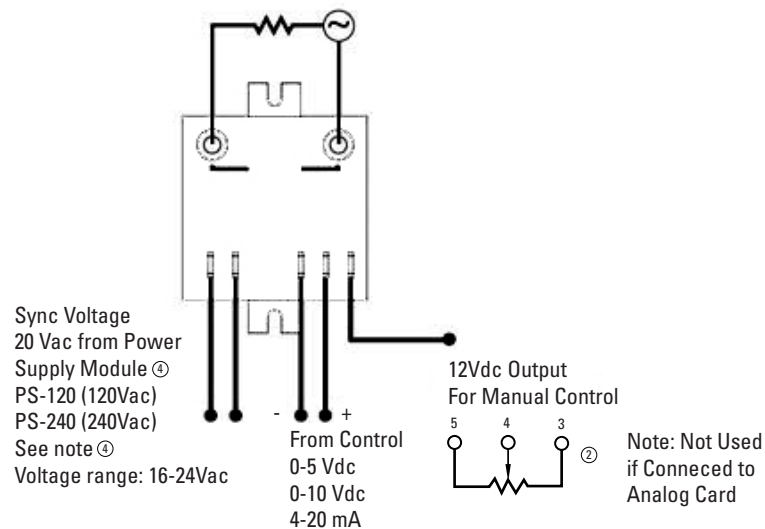 Sync Voltage
20 Vac from Power
Supply Module ④
PS-120 (120Vac)
PS-240 (240Vac)
See note ④
Voltage range: 16-24Vac
- +
From Control
0-5 Vdc
0-10 Vdc
4-20 mA
12Vdc Output
For Manual Control
5 4 3
②
Note: Not Used
if Conneced to
Analog Card